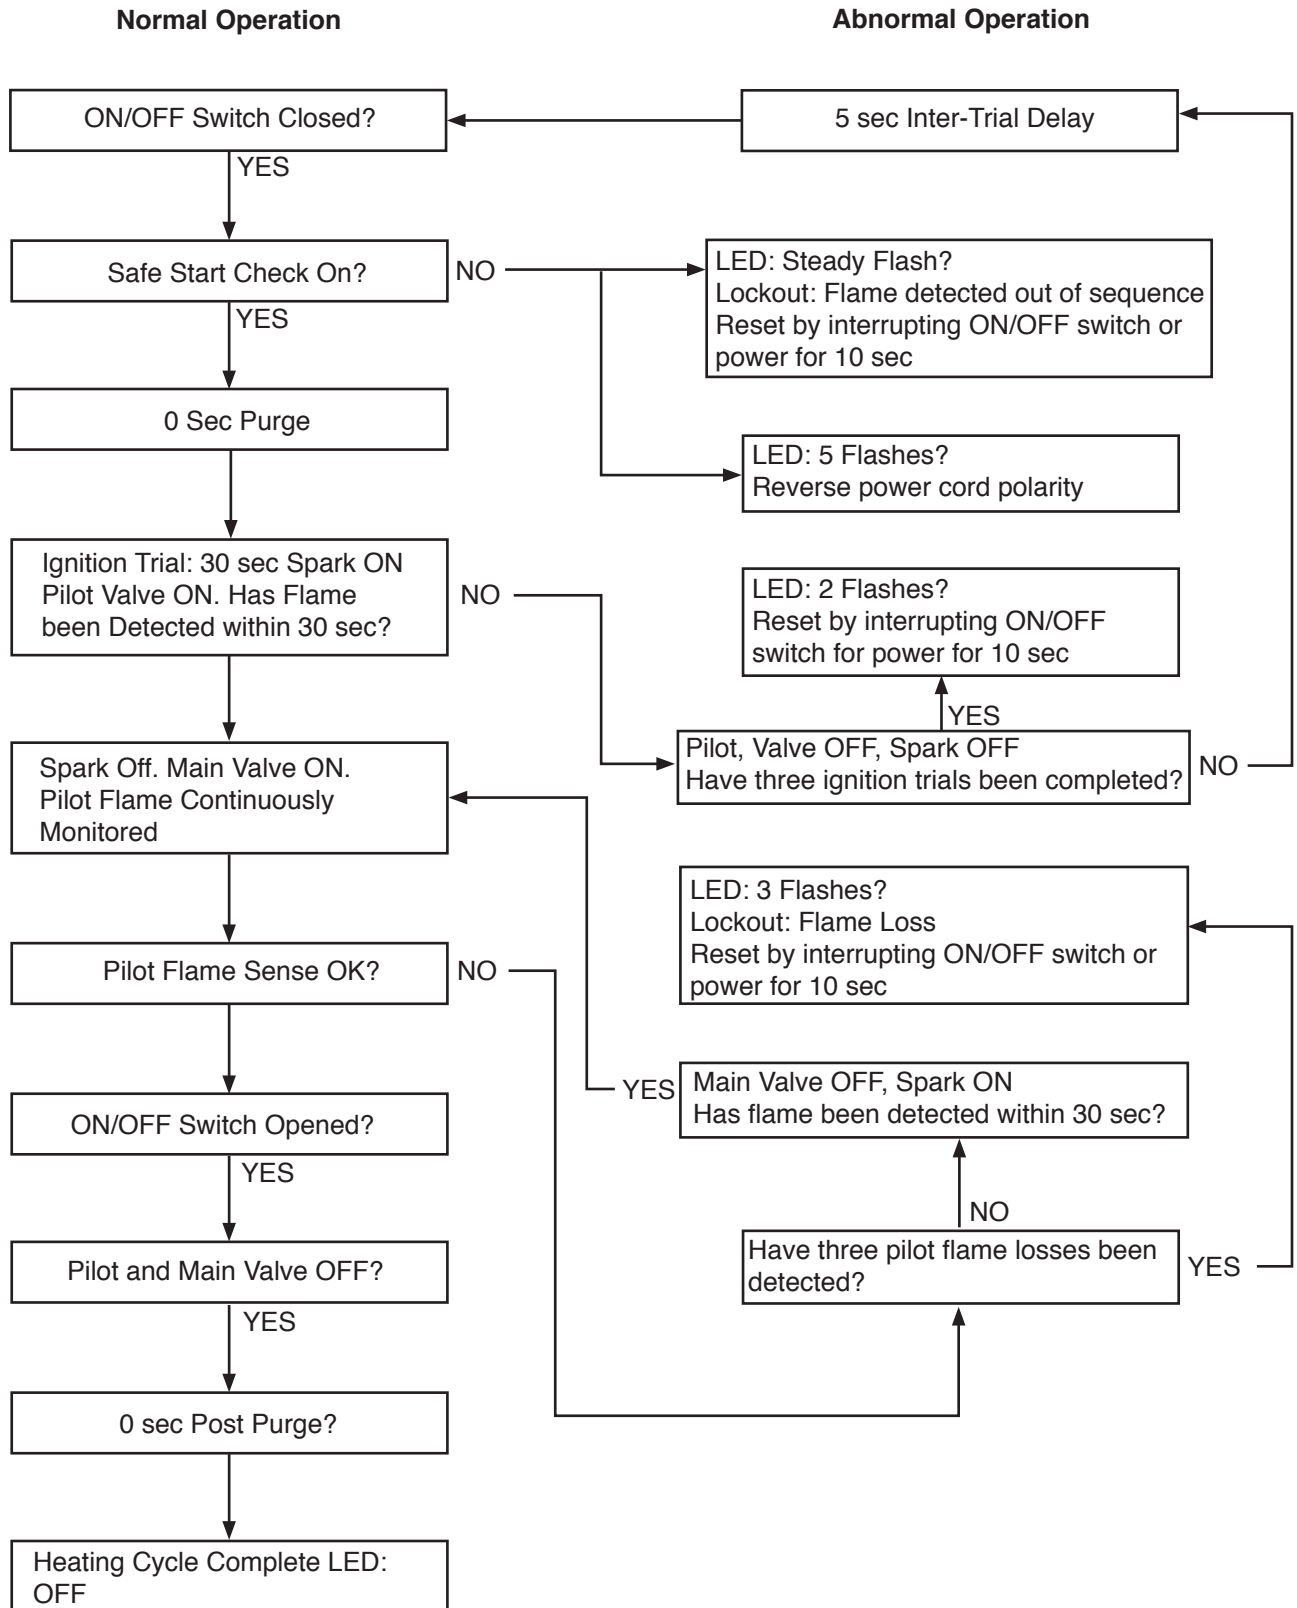 Normal Operation
Abnormal Operation
ON/OFF Switch Closed?
5 sec Inter-Trial Delay
YES
Safe Start Check On?
NO
LED: Steady Flash?
Lockout: Flame detected out of sequence
Reset by interrupting ON/OFF switch or
power for 10 sec
YES
0 Sec Purge
LED: 5 Flashes?
Reverse power cord polarity
Ignition Trial: 30 sec Spark ON
Pilot Valve ON. Has Flame
been Detected within 30 sec?
NO
LED: 2 Flashes?
Reset by interrupting ON/OFF
switch for power for 10 sec
YES
Pilot, Valve OFF, Spark OFF
Have three ignition trials been completed?
NO
Spark Off. Main Valve ON.
Pilot Flame Continuously
Monitored
LED: 3 Flashes?
Lockout: Flame Loss
Reset by interrupting ON/OFF switch or
power for 10 sec
Pilot Flame Sense OK?
NO
YES
Main Valve OFF, Spark ON
Has flame been detected within 30 sec?
ON/OFF Switch Opened?
YES
NO
Have three pilot flame losses been
detected?
YES
Pilot and Main Valve OFF?
YES
0 sec Post Purge?
Heating Cycle Complete LED:
OFF